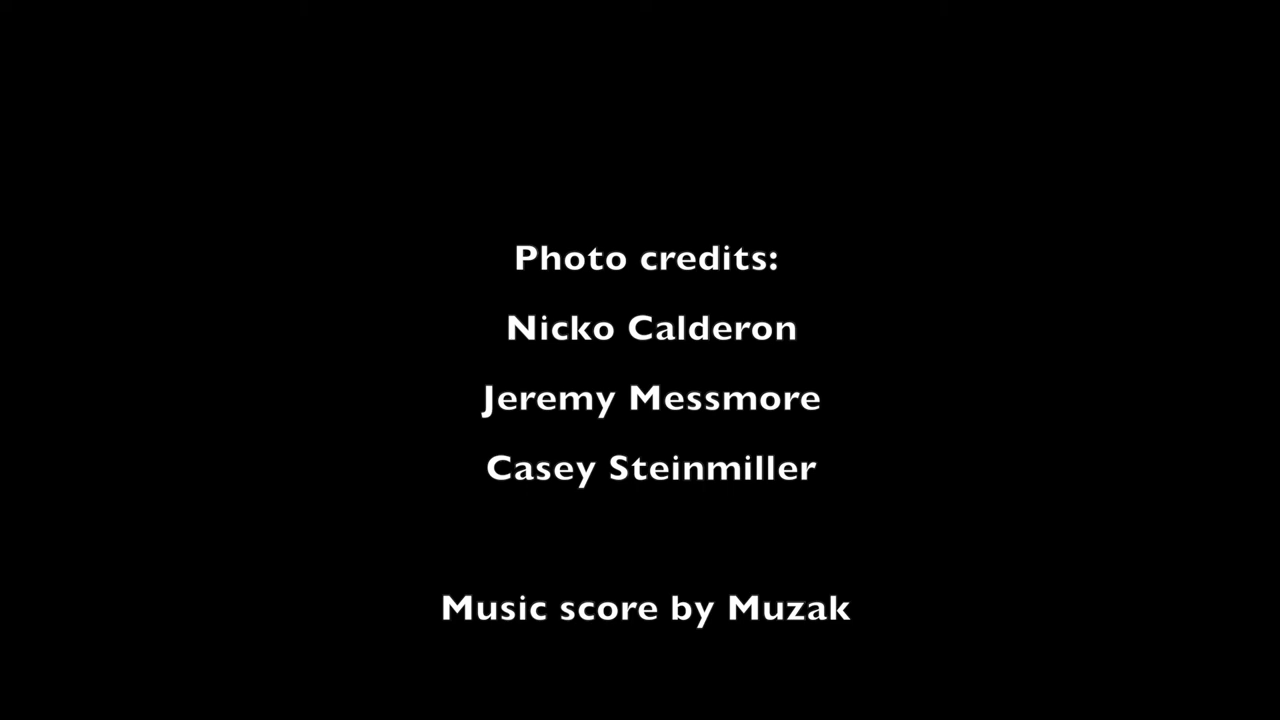 Photo credits:
Nicko Calderon
Jeremy Messmore
Casey Steinmiller
Music score by Muzak